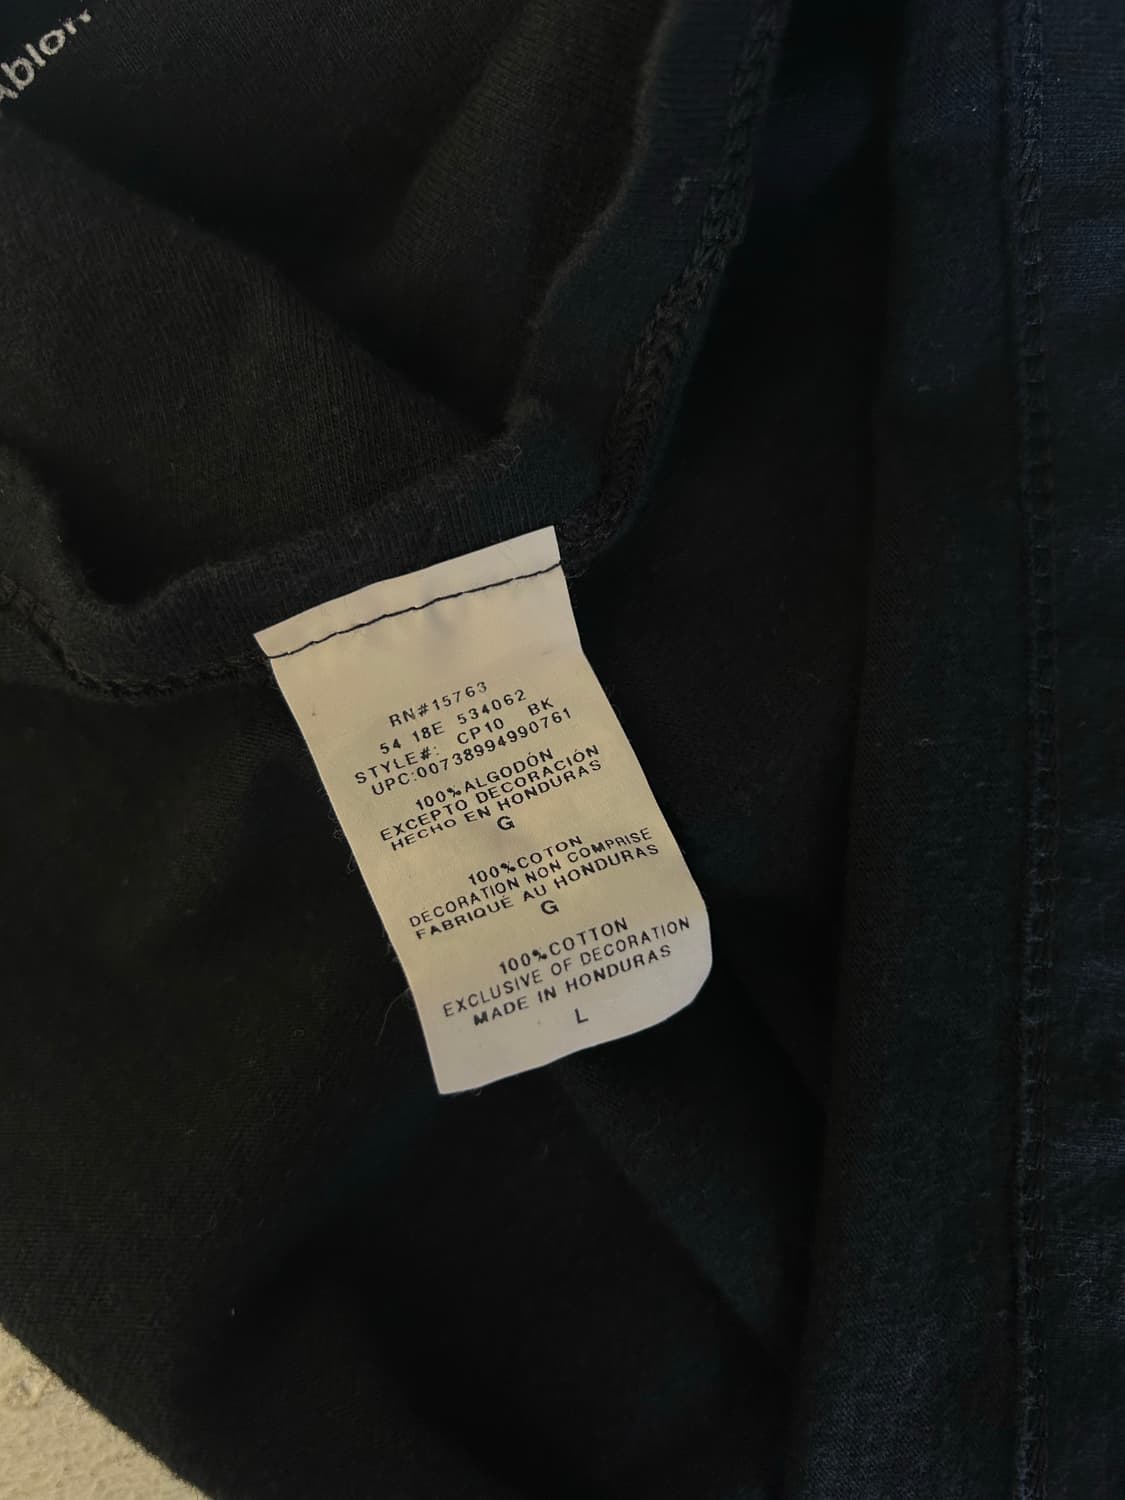 RN#15763
54 18E 534062
STYLE#: CP10 BK
UPC:00738994990761
100%ALGODÓN
EXCEPTO DECORACIÓN
HECHO EN HONDURAS
G
100%COTON
DÉCORATION NON COMPRISE
FABRIQUÉ AU HONDURAS
G
100%COTTON
EXCLUSIVE OF DECORATION
MADE IN HONDURAS
L